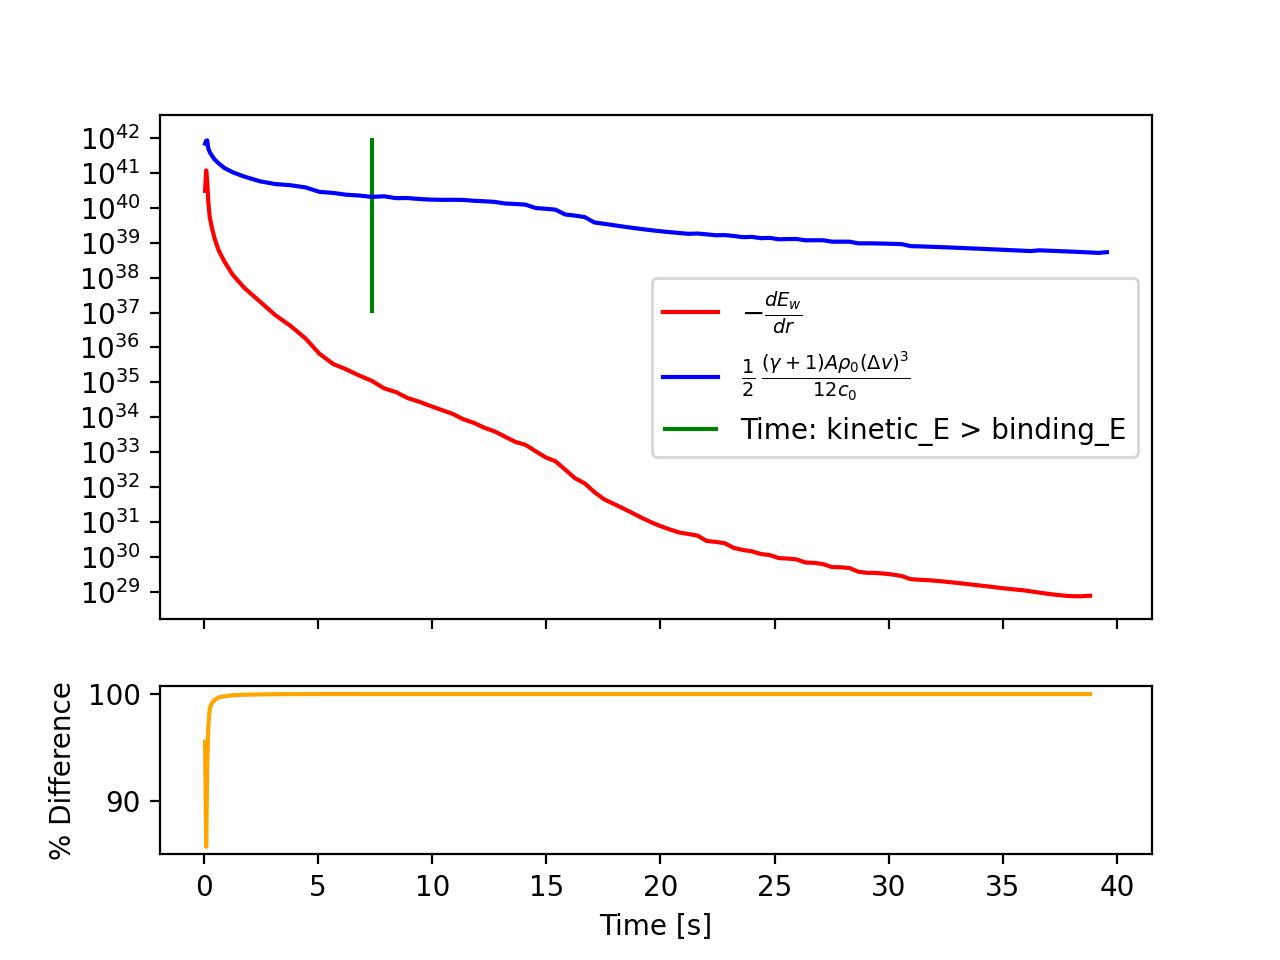 10^42
10^41
10^40
10^39
10^38
10^37
10^36
10^35
10^34
10^33
10^32
10^31
10^30
10^29
−dE_w/dr
1/2 (γ + 1)Aρ₀(Δv)³/12c₀
Time: kinetic_E > binding_E
% Difference
100
90
0 5 10 15 20 25 30 35 40
Time [s]